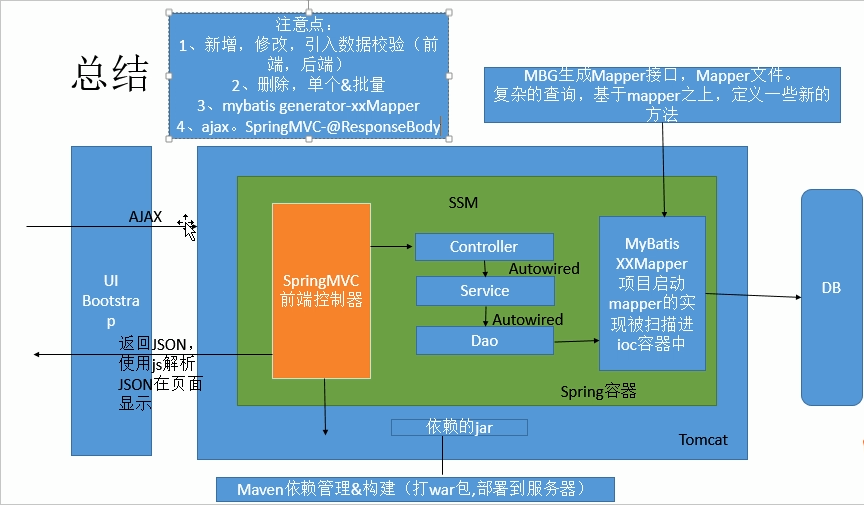 总结
注意点：
1、新增，修改，引入数据校验（前
端，后端）
2、删除，单个&批量
3、mybatis generator-xxMapper
4、ajax。SpringMVC-@ResponseBody
MBG生成Mapper接口，Mapper文件。
复杂的查询，基于mapper之上，定义一些新的
方法
AJAX
UI
Bootstra
p
返回JSON，
使用js解析
JSON在页面
显示
SSM
SpringMVC
前端控制器
Controller
Autowired
Service
Autowired
Dao
MyBatis
XXMapper
项目启动
mapper的实
现被扫描进
ioc容器中
DB
Spring容器
依赖的jar
Tomcat
Maven依赖管理&构建（打war包,部署到服务器）